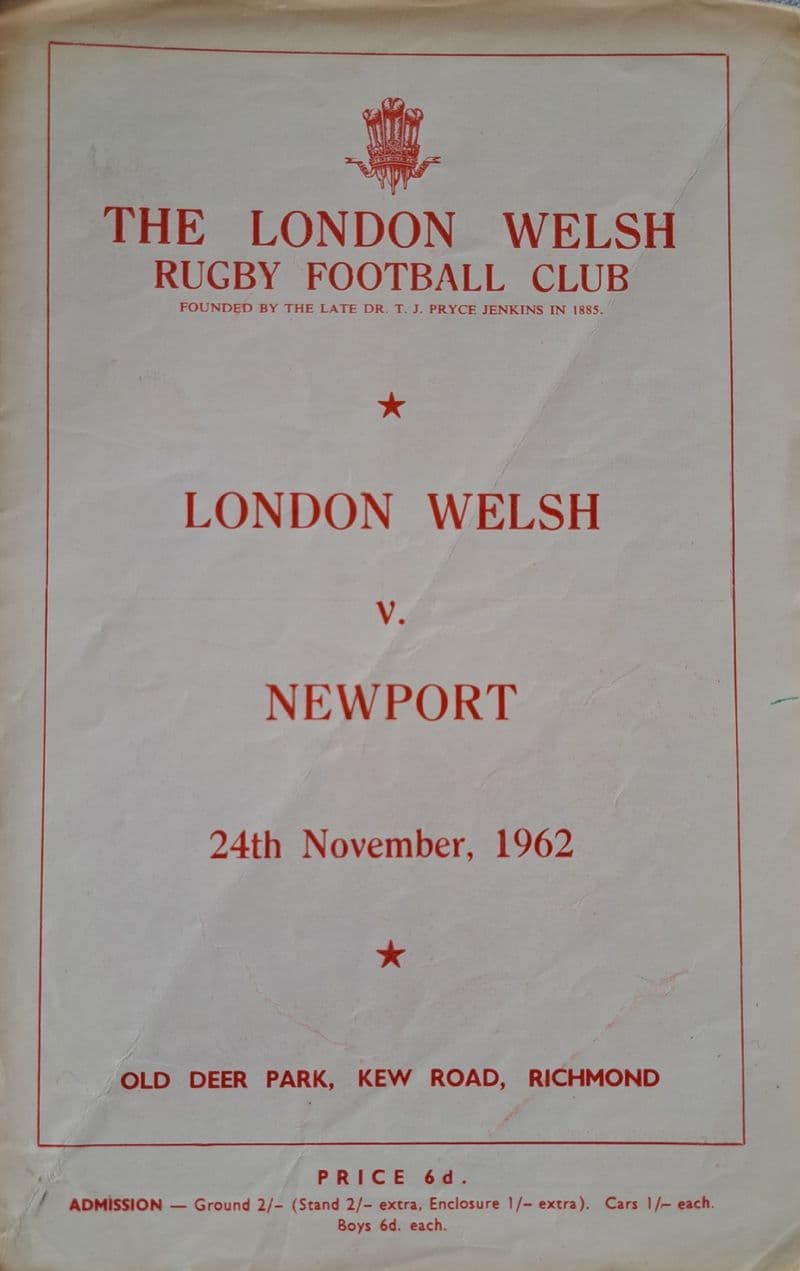 THE LONDON WELSH
RUGBY FOOTBALL CLUB
FOUNDED BY THE LATE DR. T. J. PRYCE JENKINS IN 1885.
LONDON WELSH
v.
NEWPORT
24th November, 1962
OLD DEER PARK, KEW ROAD, RICHMOND
PRICE 6d.
ADMISSION — Ground 2/- (Stand 2/- extra, Enclosure 1/- extra). Cars 1/- each.
Boys 6d. each.